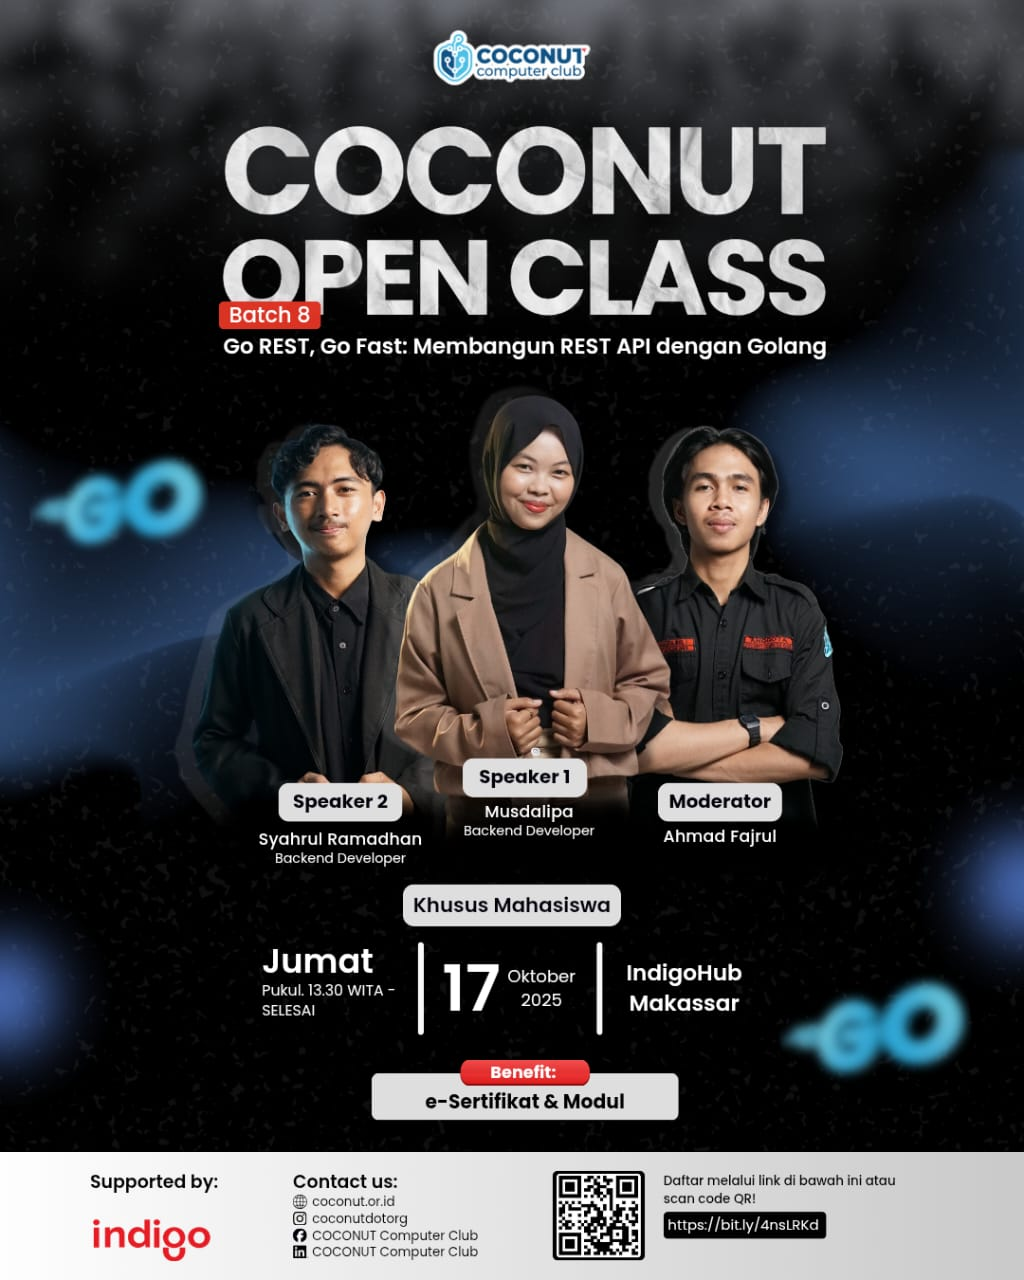 COCONUT
computer club
COCONUT
OPEN CLASS
Batch 8
Go REST, Go Fast: Membangun REST API dengan Golang
GO
ANGGOTA
Speaker 1
Musdalipa
Backend Developer
Speaker 2
Syahrul Ramadhan
Backend Developer
Moderator
Ahmad Fajrul
Khusus Mahasiswa
Jumat
Pukul. 13.30 WITA -
SELESAI
17 Oktober
2025
IndigoHub
Makassar
GO
Benefit:
e-Sertifikat & Modul
Supported by:
indigo
Contact us:
coconut.or.id
coconutdotorg
COCONUT Computer Club
COCONUT Computer Club
Daftar melalui link di bawah ini atau
scan code QR!
https://bit.ly/4nsLRKd